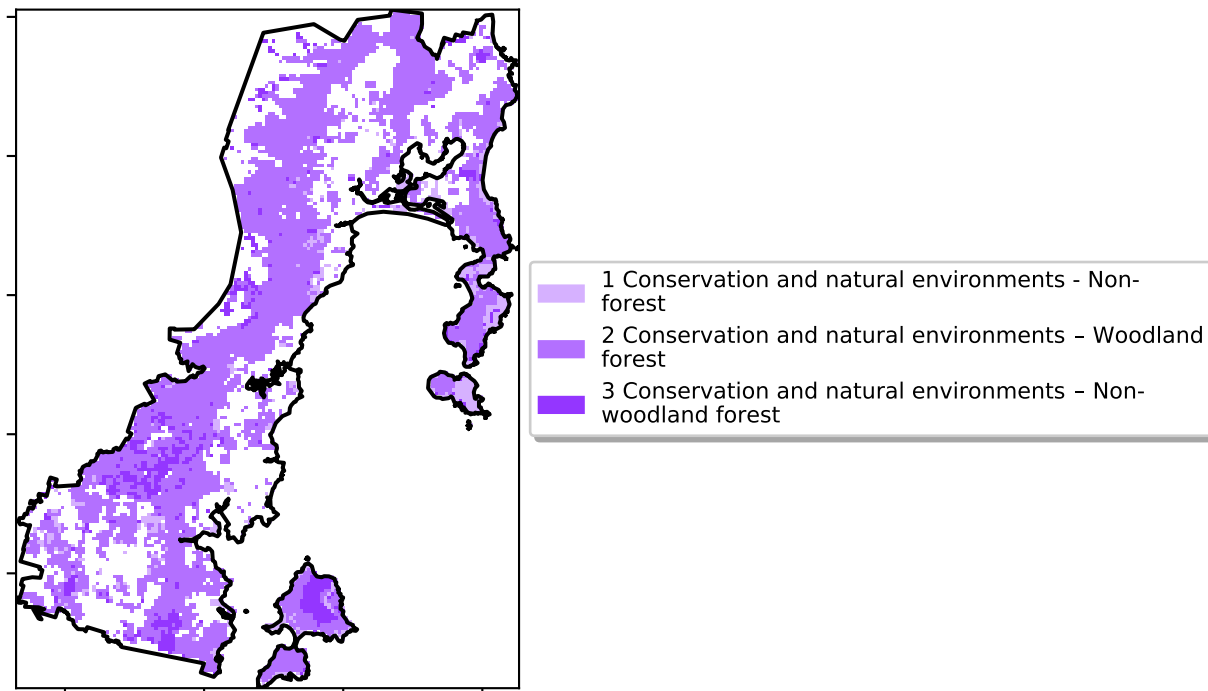 1 Conservation and natural environments - Non-
forest
2 Conservation and natural environments – Woodland
forest
3 Conservation and natural environments – Non-
woodland forest